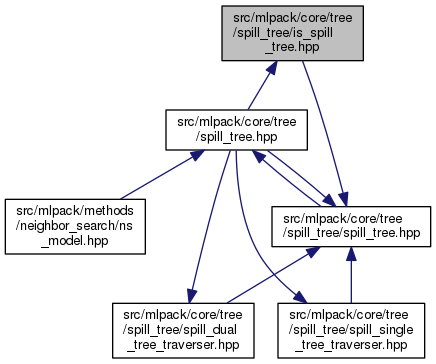 src/mlpack/core/tree
/spill_tree/is_spill
_tree.hpp
src/mlpack/core/tree
/spill_tree.hpp
src/mlpack/methods
/neighbor_search/ns
_model.hpp
src/mlpack/core/tree
/spill_tree/spill_tree.hpp
src/mlpack/core/tree
/spill_tree/spill_dual
_tree_traverser.hpp
src/mlpack/core/tree
/spill_tree/spill_single
_tree_traverser.hpp